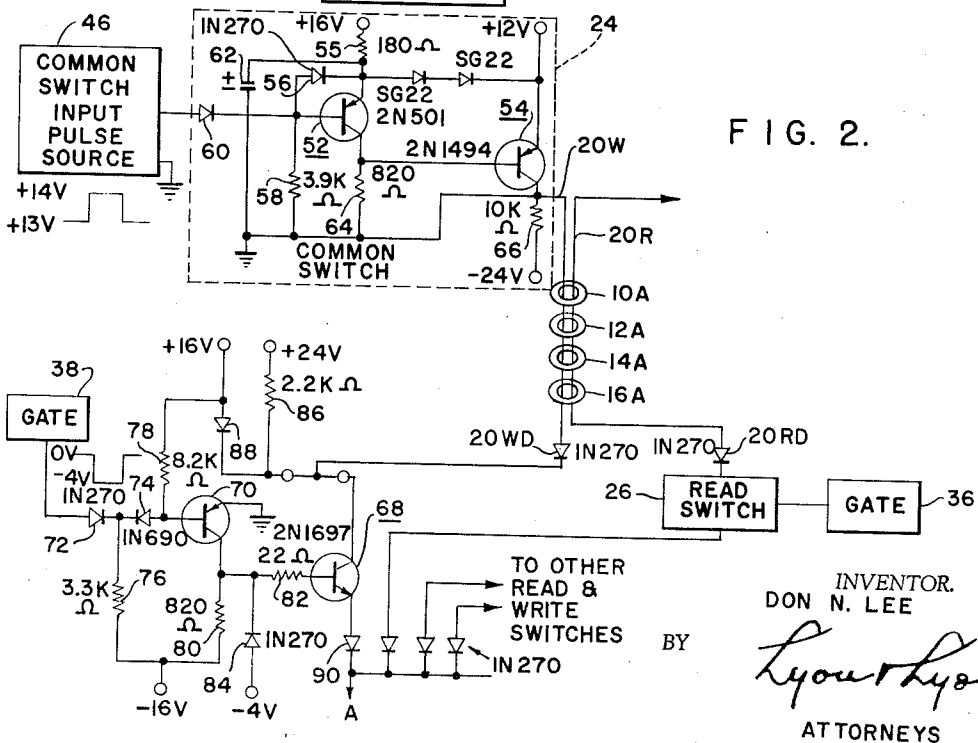 46
COMMON
SWITCH
INPUT
PULSE
SOURCE
+14V
+13V
60
IN270
62
±
56
+16V
55
180 Ω
SG22
SG22
2N501
52
+12V
54
24
2N1494
20W
58
3.9K
Ω
820
Ω
64
COMMON
SWITCH
10K
Ω
66
-24V
FIG. 2.
20R
10A
12A
14A
16A
38
GATE
0V
-4V
IN270
72
74
IN690
78
8.2K
Ω
+16V
+24V
2.2K Ω
86
88
70
20WD
IN270
IN270
20RD
26
READ
SWITCH
GATE
36
2N1697
68
22 Ω
82
3.3K
Ω
76
820
Ω
80
IN270
84
-16V
-4V
90
A
TO OTHER
READ &
WRITE
SWITCHES
IN270
INVENTOR.
DON N. LEE
BY
Lyon & Lyo
ATTORNEYS